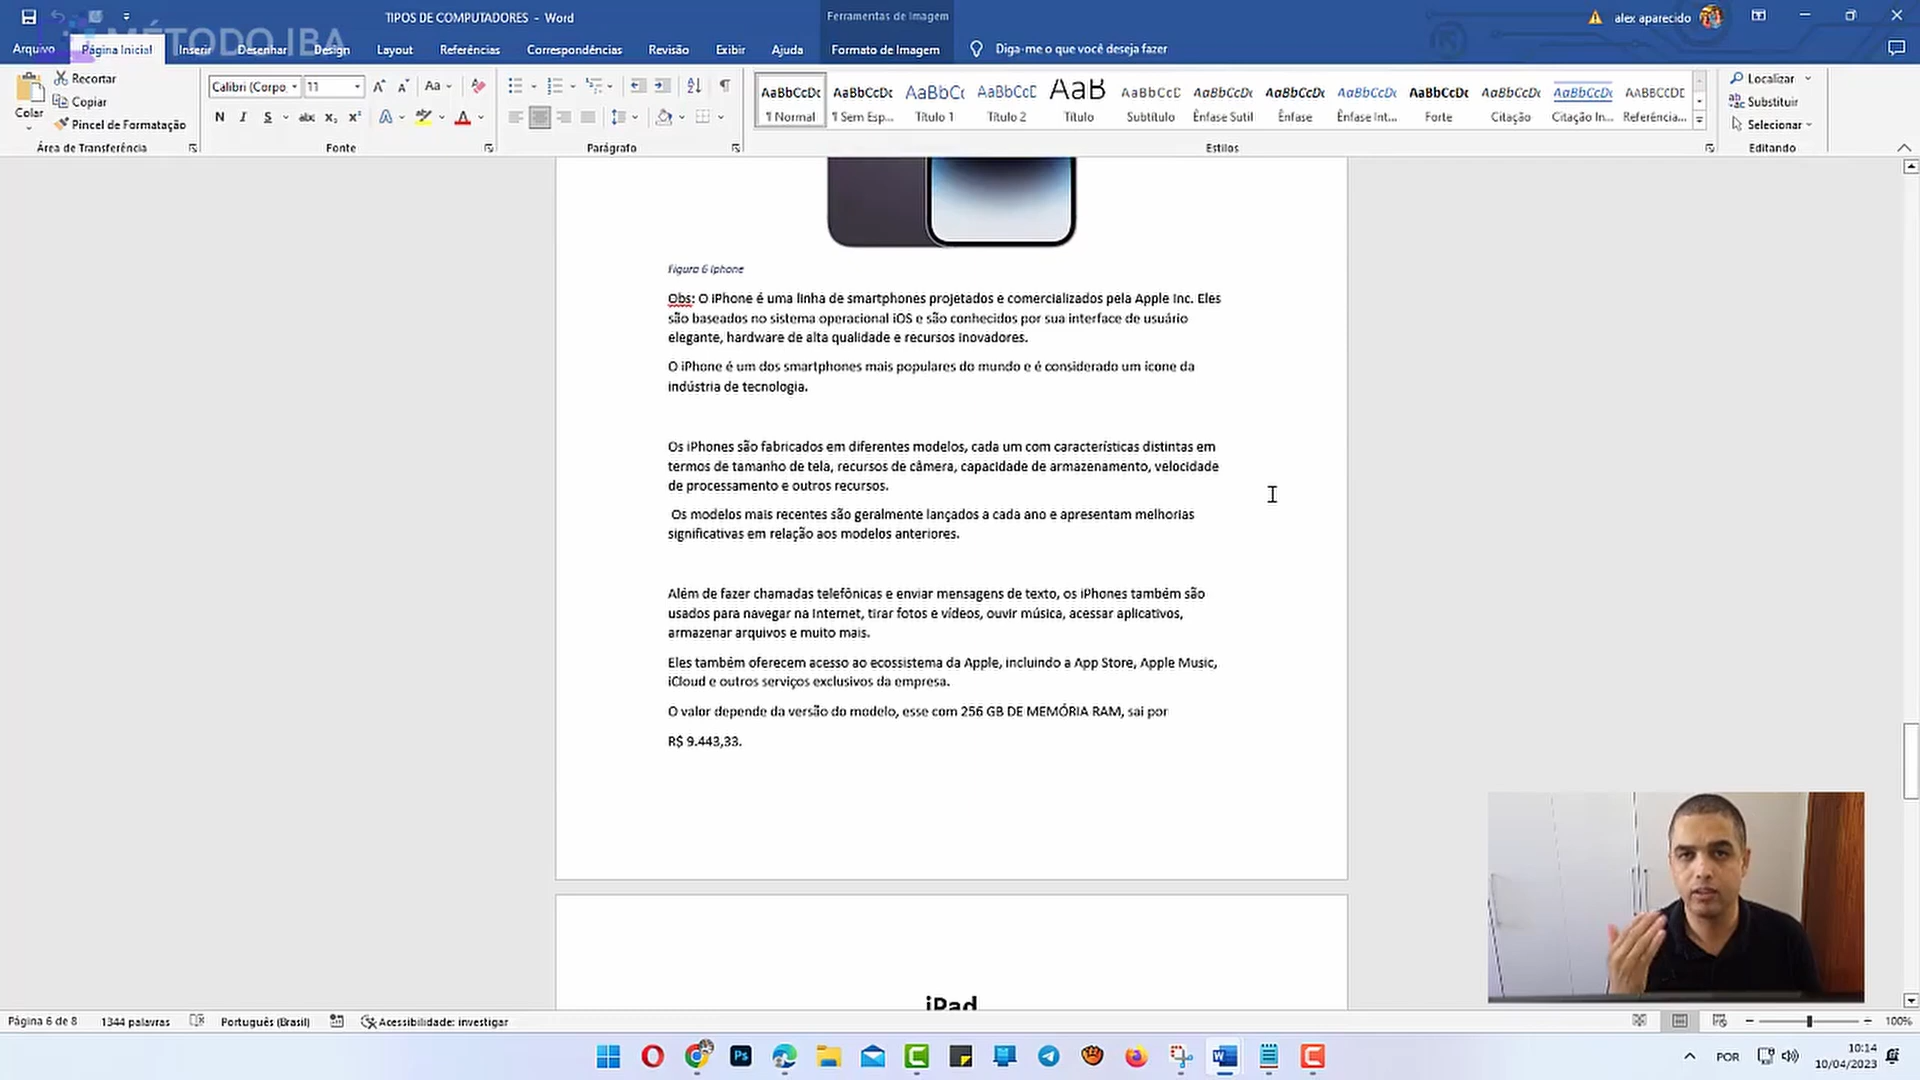 TIPOS DE COMPUTADORES - Word
Ferramentas de Imagem
alex aparecido
MÉTODO IBA
Arquivo
Página Inicial
Inserir
Desenhar
Design
Layout
Referências
Correspondências
Revisão
Exibir
Ajuda
Formato de Imagem
Diga-me o que você deseja fazer
Colar
Recortar
Copiar
Pincel de Formatação
Área de Transferência
Calibri (Corpo
11
Aa
N I S abc x₂ x²
Fonte
Parágrafo
AaBbCcDc
¶ Normal
AaBbCcDc
¶ Sem Esp...
AaBbCc
Título 1
AaBbCcD
Título 2
AaB
Título
AaBbCcD
Subtítulo
AaBbCcDc
Ênfase Sutil
AaBbCcDc
Ênfase
AaBbCcDc
Ênfase Int...
AaBbCcDc
Forte
AaBbCcDc
Citação
AaBbCcDc
Citação In...
AABBCCDC
Referência...
Estilos
Localizar
Substituir
Selecionar
Editando
Figura 6 Iphone
Obs: O iPhone é uma linha de smartphones projetados e comercializados pela Apple Inc. Eles
são baseados no sistema operacional iOS e são conhecidos por sua interface de usuário
elegante, hardware de alta qualidade e recursos inovadores.
O iPhone é um dos smartphones mais populares do mundo e é considerado um ícone da
indústria de tecnologia.
Os iPhones são fabricados em diferentes modelos, cada um com características distintas em
termos de tamanho de tela, recursos de câmera, capacidade de armazenamento, velocidade
de processamento e outros recursos.
Os modelos mais recentes são geralmente lançados a cada ano e apresentam melhorias
significativas em relação aos modelos anteriores.
Além de fazer chamadas telefônicas e enviar mensagens de texto, os iPhones também são
usados para navegar na Internet, tirar fotos e vídeos, ouvir música, acessar aplicativos,
armazenar arquivos e muito mais.
Eles também oferecem acesso ao ecossistema da Apple, incluindo a App Store, Apple Music,
iCloud e outros serviços exclusivos da empresa.
O valor depende da versão do modelo, esse com 256 GB DE MEMÓRIA RAM, sai por
R$ 9.443,33.
iPad
Página 6 de 8
1344 palavras
Português (Brasil)
Acessibilidade: investigar
100%
Ps
POR
10:14
10/04/2023